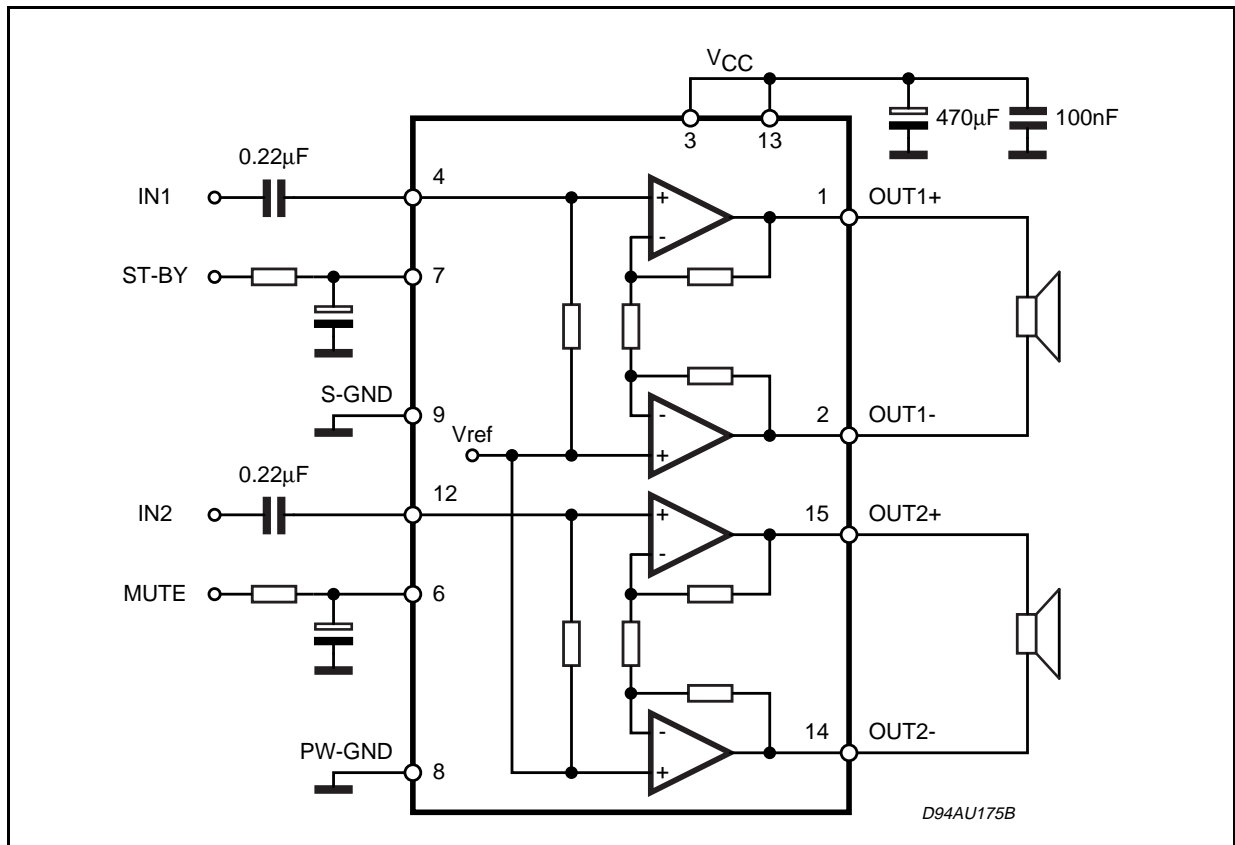 VCC
3
13
470μF
100nF
0.22μF
IN1
4
+
-
1
OUT1+
ST-BY
7
S-GND
9
Vref
-
+
2
OUT1-
0.22μF
IN2
12
+
-
15
OUT2+
MUTE
6
-
+
14
OUT2-
PW-GND
8
D94AU175B